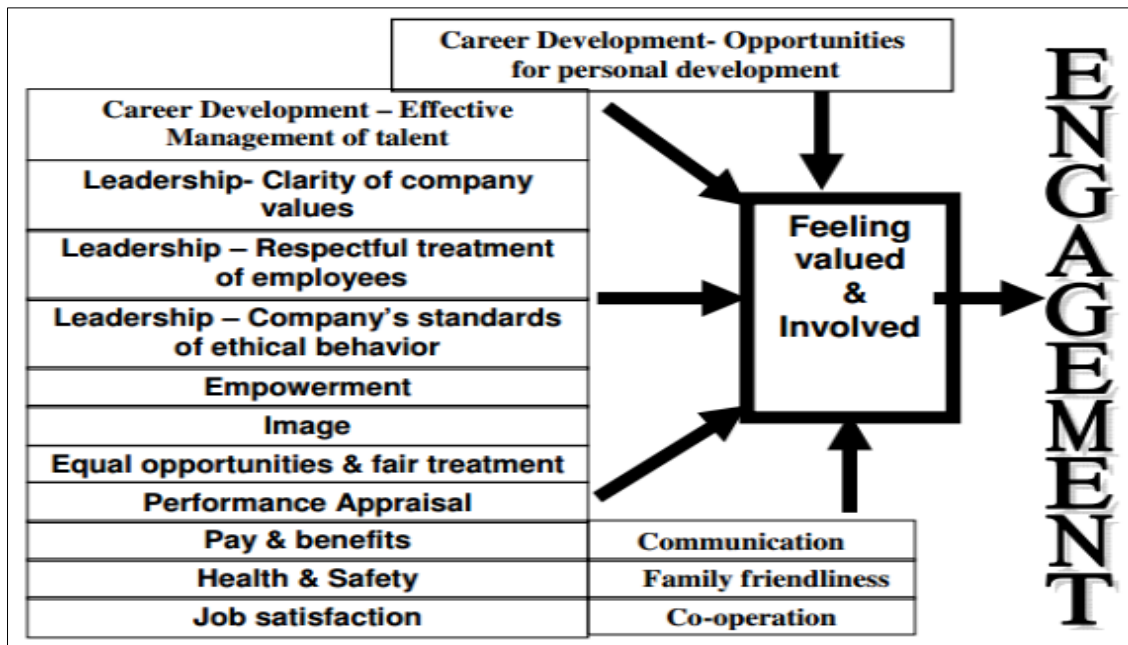 Career Development- Opportunities
for personal development
Career Development – Effective
Management of talent
Leadership- Clarity of company
values
Leadership – Respectful treatment
of employees
Leadership – Company's standards
of ethical behavior
Empowerment
Image
Equal opportunities & fair treatment
Performance Appraisal
Pay & benefits
Health & Safety
Job satisfaction
Communication
Family friendliness
Co-operation
Feeling
valued
&
Involved
ENGAGEMENT